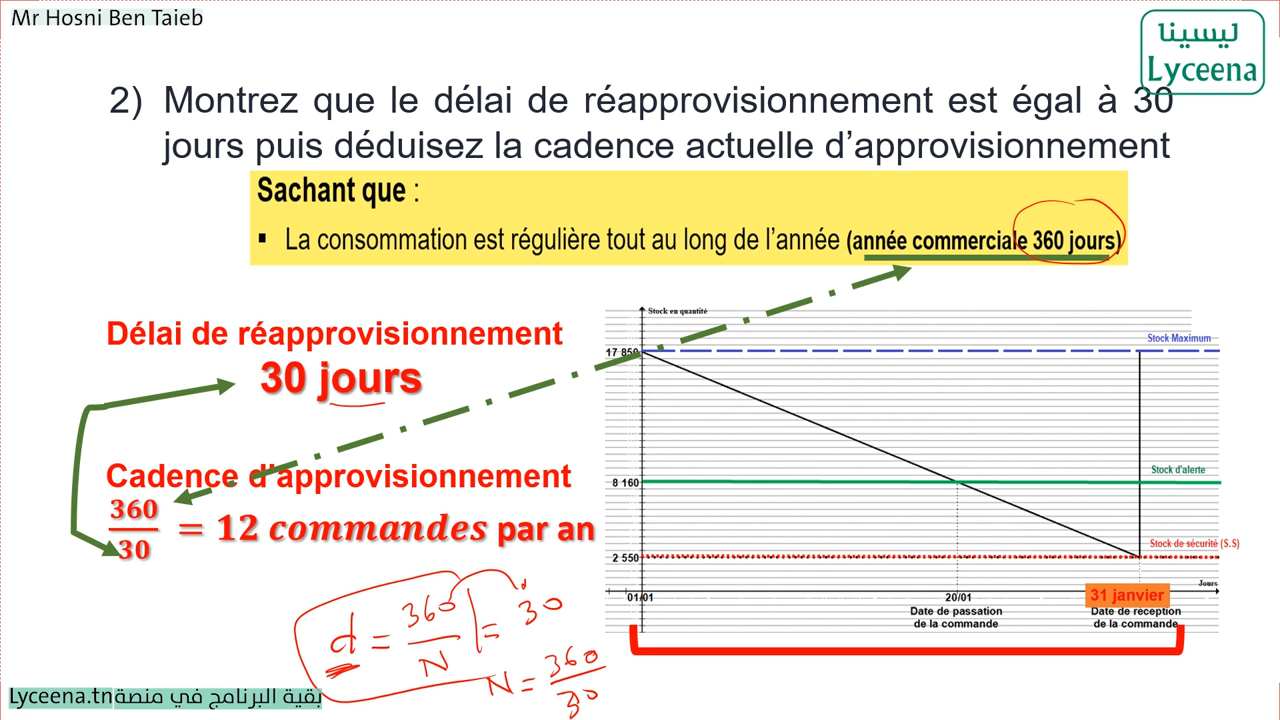 Mr Hosni Ben Taieb
ليسينا
Lyceena
2) Montrez que le délai de réapprovisionnement est égal à 30
jours puis déduisez la cadence actuelle d’approvisionnement
Sachant que :
▪ La consommation est régulière tout au long de l’année (année commerciale 360 jours)
Délai de réapprovisionnement
30 jours
Cadence d’approvisionnement
360/30 = 12 commandes par an
Stock en quantité
17 850
Stock Maximum
8 160
Stock d'alerte
2 550
Stock de sécurité (S.S)
Jours
01/01
20/01
31 janvier
Date de passation
de la commande
Date de réception
de la commande
d = 360/N = 30
N = 360/30
Lyceena.tn بقية البرنامج في منصة